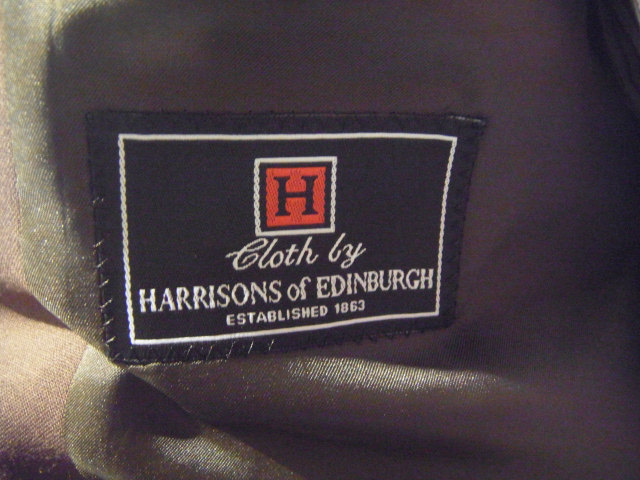 H
Cloth by
HARRISONS of EDINBURGH
ESTABLISHED 1863